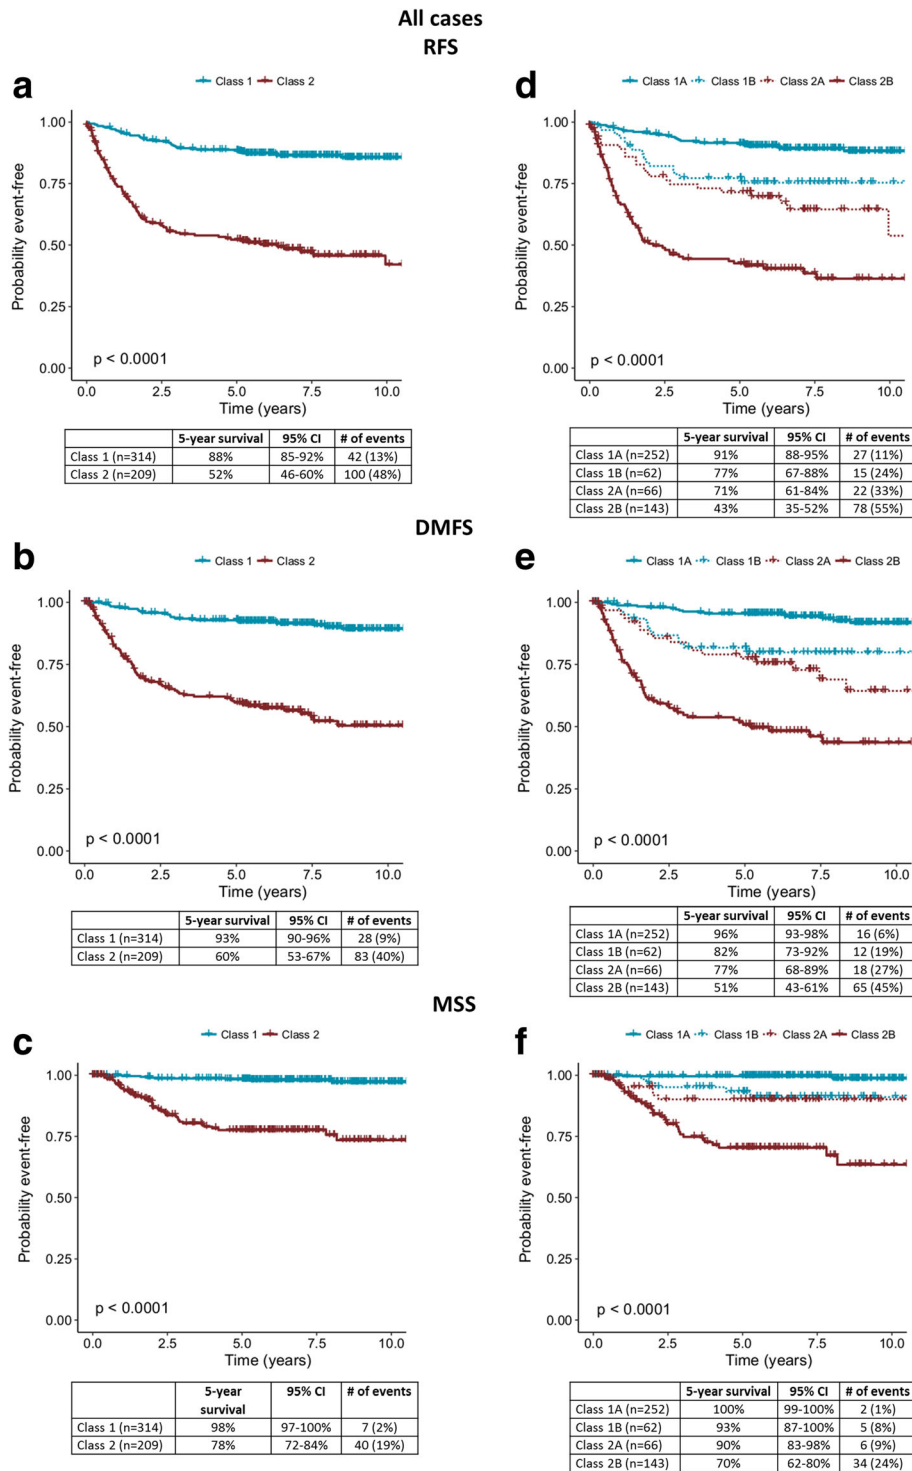 All cases
RFS
a
Class 1 Class 2
1.00
0.75
0.50
0.25
0.00
Probability event-free
p < 0.0001
0.0 2.5 5.0 7.5 10.0
Time (years)
5-year survival 95% CI # of events
Class 1 (n=314) 88% 85-92% 42 (13%)
Class 2 (n=209) 52% 46-60% 100 (48%)
d
Class 1A Class 1B Class 2A Class 2B
1.00
0.75
0.50
0.25
0.00
Probability event-free
p < 0.0001
0.0 2.5 5.0 7.5 10.0
Time (years)
5-year survival 95% CI # of events
Class 1A (n=252) 91% 88-95% 27 (11%)
Class 1B (n=62) 77% 67-88% 15 (24%)
Class 2A (n=66) 71% 61-84% 22 (33%)
Class 2B (n=143) 43% 35-52% 78 (55%)
DMFS
b
Class 1 Class 2
1.00
0.75
0.50
0.25
0.00
Probability event-free
p < 0.0001
0.0 2.5 5.0 7.5 10.0
Time (years)
5-year survival 95% CI # of events
Class 1 (n=314) 93% 90-96% 28 (9%)
Class 2 (n=209) 60% 53-67% 83 (40%)
e
Class 1A Class 1B Class 2A Class 2B
1.00
0.75
0.50
0.25
0.00
Probability event-free
p < 0.0001
0.0 2.5 5.0 7.5 10.0
Time (years)
5-year survival 95% CI # of events
Class 1A (n=252) 96% 93-98% 16 (6%)
Class 1B (n=62) 82% 73-92% 12 (19%)
Class 2A (n=66) 77% 68-89% 18 (27%)
Class 2B (n=143) 51% 43-61% 65 (45%)
MSS
c
Class 1 Class 2
1.00
0.75
0.50
0.25
0.00
Probability event-free
p < 0.0001
0.0 2.5 5.0 7.5 10.0
Time (years)
5-year 95% CI # of events
survival
Class 1 (n=314) 98% 97-100% 7 (2%)
Class 2 (n=209) 78% 72-84% 40 (19%)
f
Class 1A Class 1B Class 2A Class 2B
1.00
0.75
0.50
0.25
0.00
Probability event-free
p < 0.0001
0.0 2.5 5.0 7.5 10.0
Time (years)
5-year survival 95% CI # of events
Class 1A (n=252) 100% 99-100% 2 (1%)
Class 1B (n=62) 93% 87-100% 5 (8%)
Class 2A (n=66) 90% 83-98% 6 (9%)
Class 2B (n=143) 70% 62-80% 34 (24%)